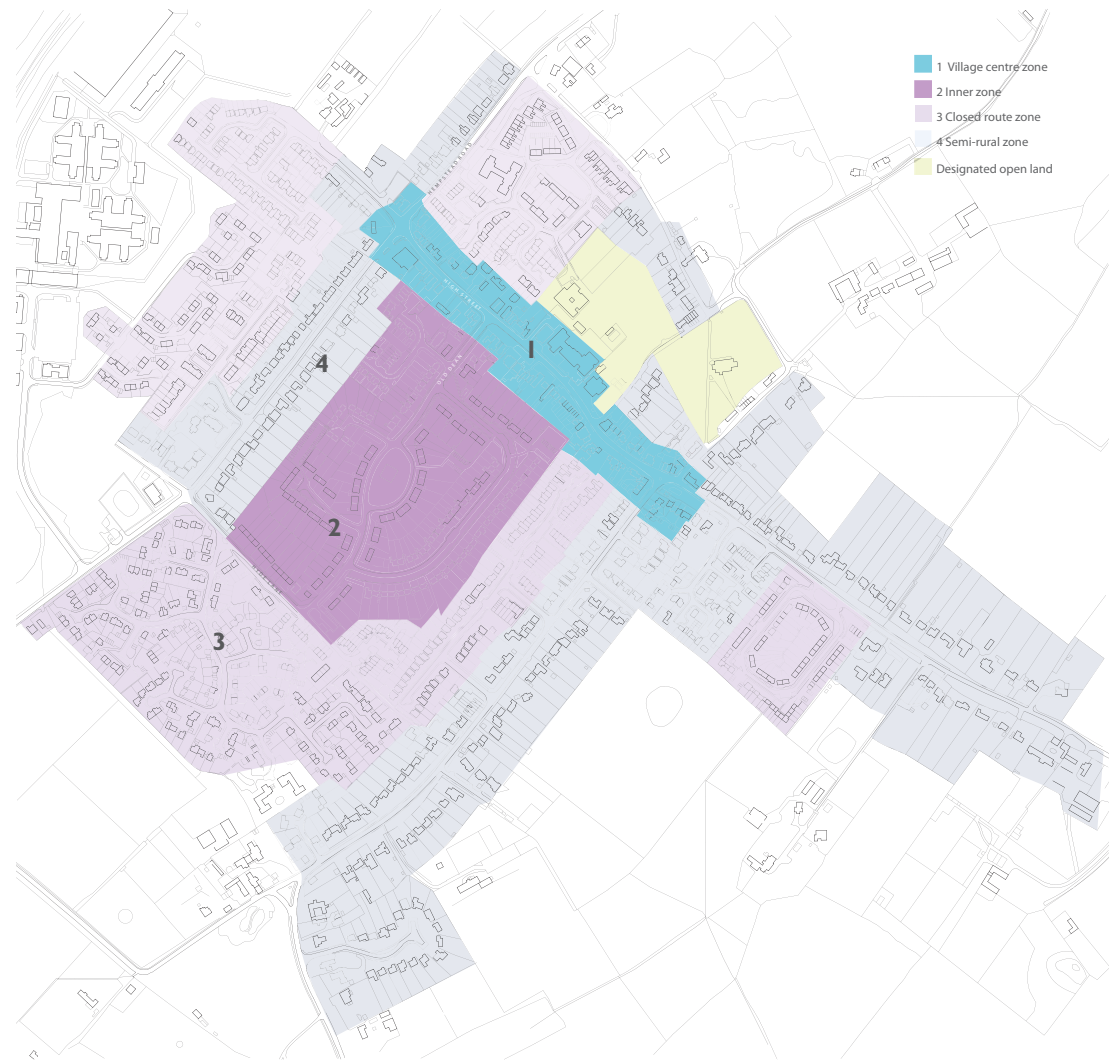 1 Village centre zone
2 Inner zone
3 Closed route zone
4 Semi-rural zone
Designated open land
HEMPSTEAD ROAD
HIGH STREET
1
4
OLD DEAN
2
3